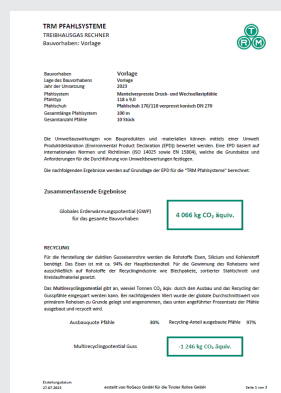 TRM PFAHLSYSTEME
TREIBHAUSGAS RECHNER
Bauvorhaben: Vorlage
TRM
Bauvorhaben Vorlage
Lage des Bauvorhabens Vorlage
Jahr der Umsetzung 2023
Pfahlsystem Mantelverpresste Druck- und Wechsellastpfähle
Pfahltyp 118 x 9,0
Pfahlschuh Pfahlschuh 170/118 verpresst konisch DN 270
Gesamtlänge Pfahlsystem 100 m
Gesamtanzahl Pfähle 10 Stück
Die Umweltauswirkungen von Bauprodukten und -materialien können mittels einer Umwelt
Produktdeklaration (Environmental Product Declaration (EPD)) bewertet werden. Eine EPD basiert auf
internationalen Normen und Richtlinien (ISO 14025 sowie EN 15804), welche die Grundsätze und
Anforderungen für die Durchführung von Umweltbewertungen festlegen.
Die nachfolgenden Ergebnisse werden auf Grundlage der EPD für die "TRM Pfahlsysteme" berechnet.
Zusammenfassende Ergebnisse
Globales Erderwärmungspotential (GWP)
für das gesamte Bauvorhaben
4 066 kg CO₂ äquiv.
RECYCLING
Für die Herstellung der duktilen Gusseisenrohre werden die Rohstoffe Eisen, Silicium und Kohlenstoff
benötigt. Das Eisen ist mit ca. 94% der Hauptbestandteil. Für die Gewinnung des Roheisens wird
ausschließlich auf Rohstoffe der Recyclingindustrie wie Blechpakete, sortierter Stahlschrott und
Kreislaufmaterial gesetzt.
Das Multirecyclingpotential gibt an, wieviel Tonnen CO₂ äqiv. durch den Ausbau und das Recycling der
Gusspfähle eingespart werden kann. Bei nachfolgendem Wert wurde der globale Durchschnittswert von
primärem Roheisen zu Grunde gelegt und angenommen, dass unten angeführter Prozentsatz der Pfähle
ausgebaut und recycelt wird.
Ausbauquote Pfähle 80% Recycling-Anteil ausgebaute Pfähle 97%
Multirecyclingpotential Guss
-1 246 kg CO₂ äquiv.
Erstellungsdatum
27.07.2023 erstellt von RoGeco GmbH für die Tiroler Rohre GmbH Seite 1 von 3